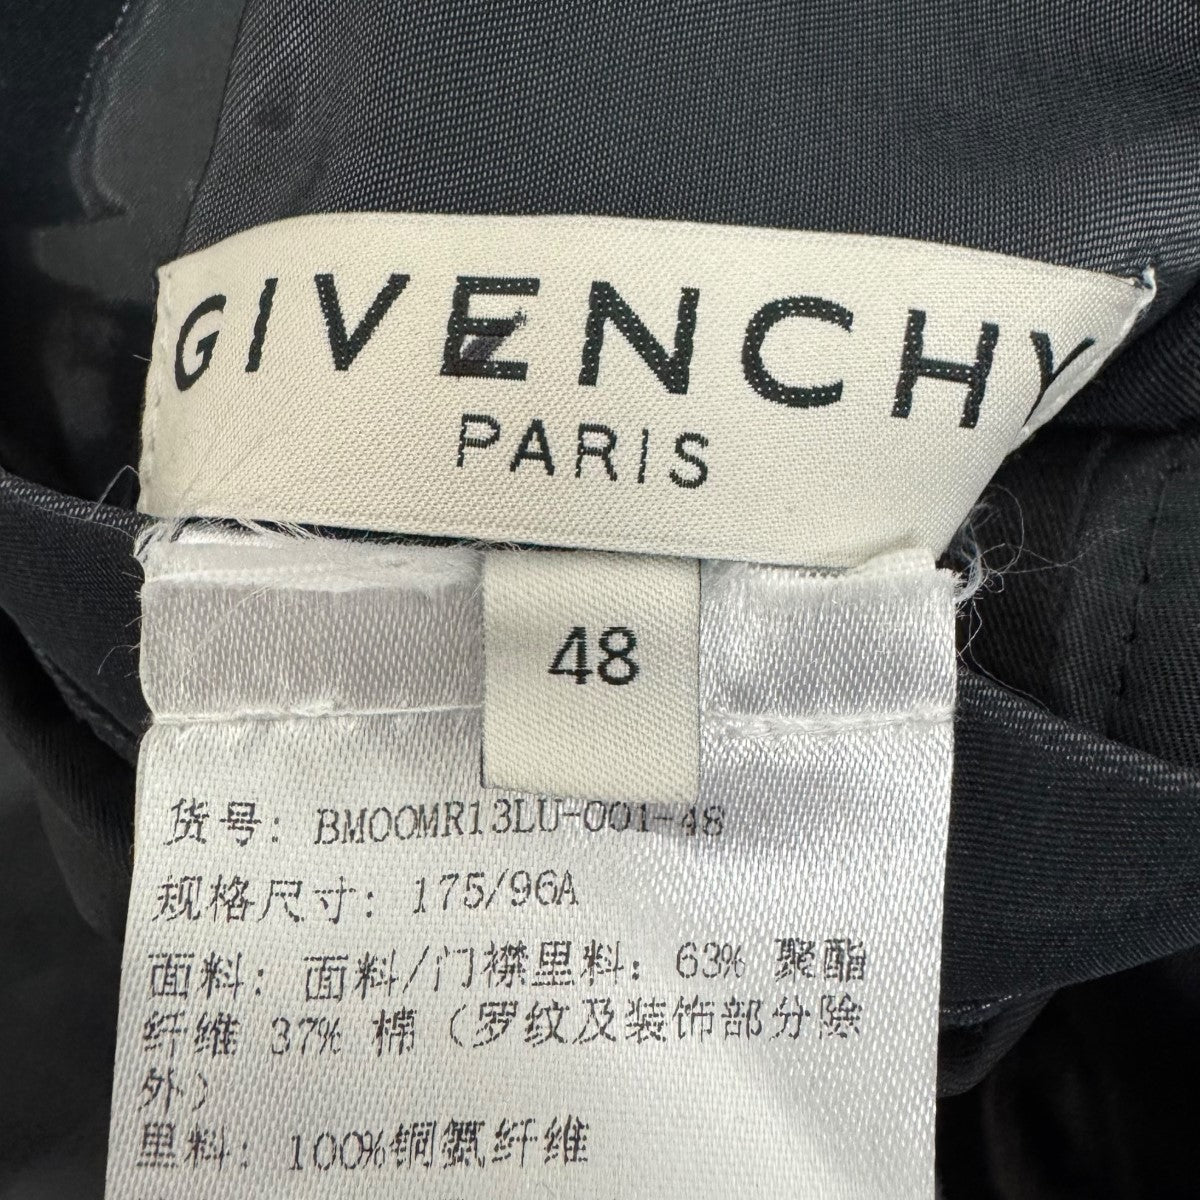 GIVENCHY
PARIS
48
货号: BM00MR13LU-001-48
规格尺寸: 175/96A
面料: 面料/门襟里料: 63% 聚酯
纤维 37% 棉 (罗纹及装饰部分除
外)
里料: 100%铜氨纤维